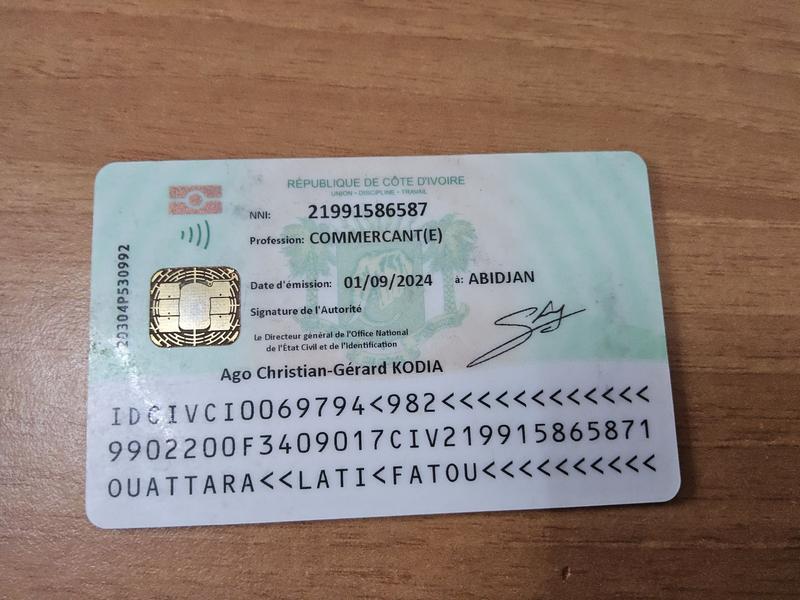 RÉPUBLIQUE DE CÔTE D'IVOIRE
UNION - DISCIPLINE - TRAVAIL
NNI: 21991586587
Profession: COMMERCANT(E)
Date d'émission: 01/09/2024 à: ABIDJAN
Signature de l'Autorité
Le Directeur général de l'Office National
de l'État Civil et de l'Identification
Ago Christian-Gérard KODIA
20304P530992
IDCIVCI0069794<982<<<<<<<<<<<<
9902200F3409017CIV219915865871
OUATTARA<<LATI<FATOU<<<<<<<<<<